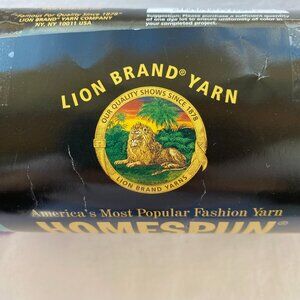 "Famous For Quality Since 1878"
LION BRAND® YARN COMPANY
NY, NY 10011 USA
Suggestion: Please purchase a sufficient quantity
of one dye lot to ensure uniformity of color in
your completed project.
LION BRAND® YARN
OUR QUALITY SHOWS SINCE 1878
LION BRAND YARNS
America's Most Popular Fashion Yarn
HOMESPUN®